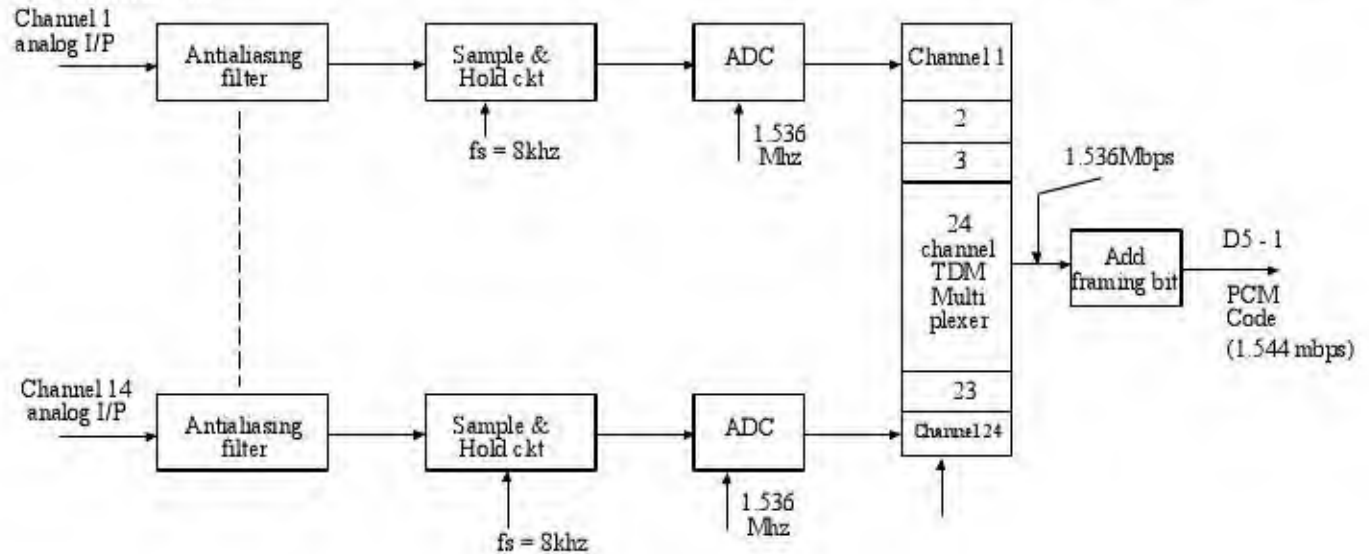 Channel 1
analog I/P
Antialiasing
filter
Sample &
Hold ckt
fs = 8khz
ADC
1.536
Mhz
Channel 1
2
3
24
channel
TDM
Multi
plexer
23
Channel 24
1.536Mbps
Add
framing bit
D5 - 1
PCM
Code
(1.544 mbps)
Channel 14
analog I/P
Antialiasing
filter
Sample &
Hold ckt
fs = 8khz
ADC
1.536
Mhz